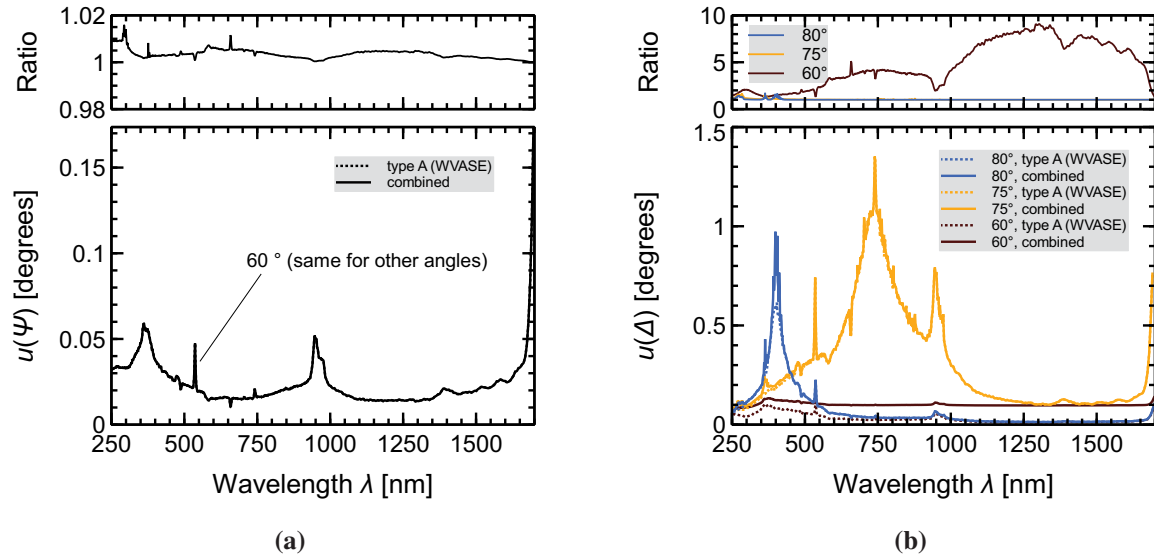 1.02
1
0.98
Ratio
0.15
0.1
0.05
0
u(Ψ) [degrees]
type A (WVASE)
combined
60 ° (same for other angles)
250 500 750 1000 1250 1500
Wavelength λ [nm]
(a)
10
5
0
Ratio
80°
75°
60°
1.5
1
0.5
0
u(Δ) [degrees]
80°, type A (WVASE)
80°, combined
75°, type A (WVASE)
75°, combined
60°, type A (WVASE)
60°, combined
250 500 750 1000 1250 1500
Wavelength λ [nm]
(b)